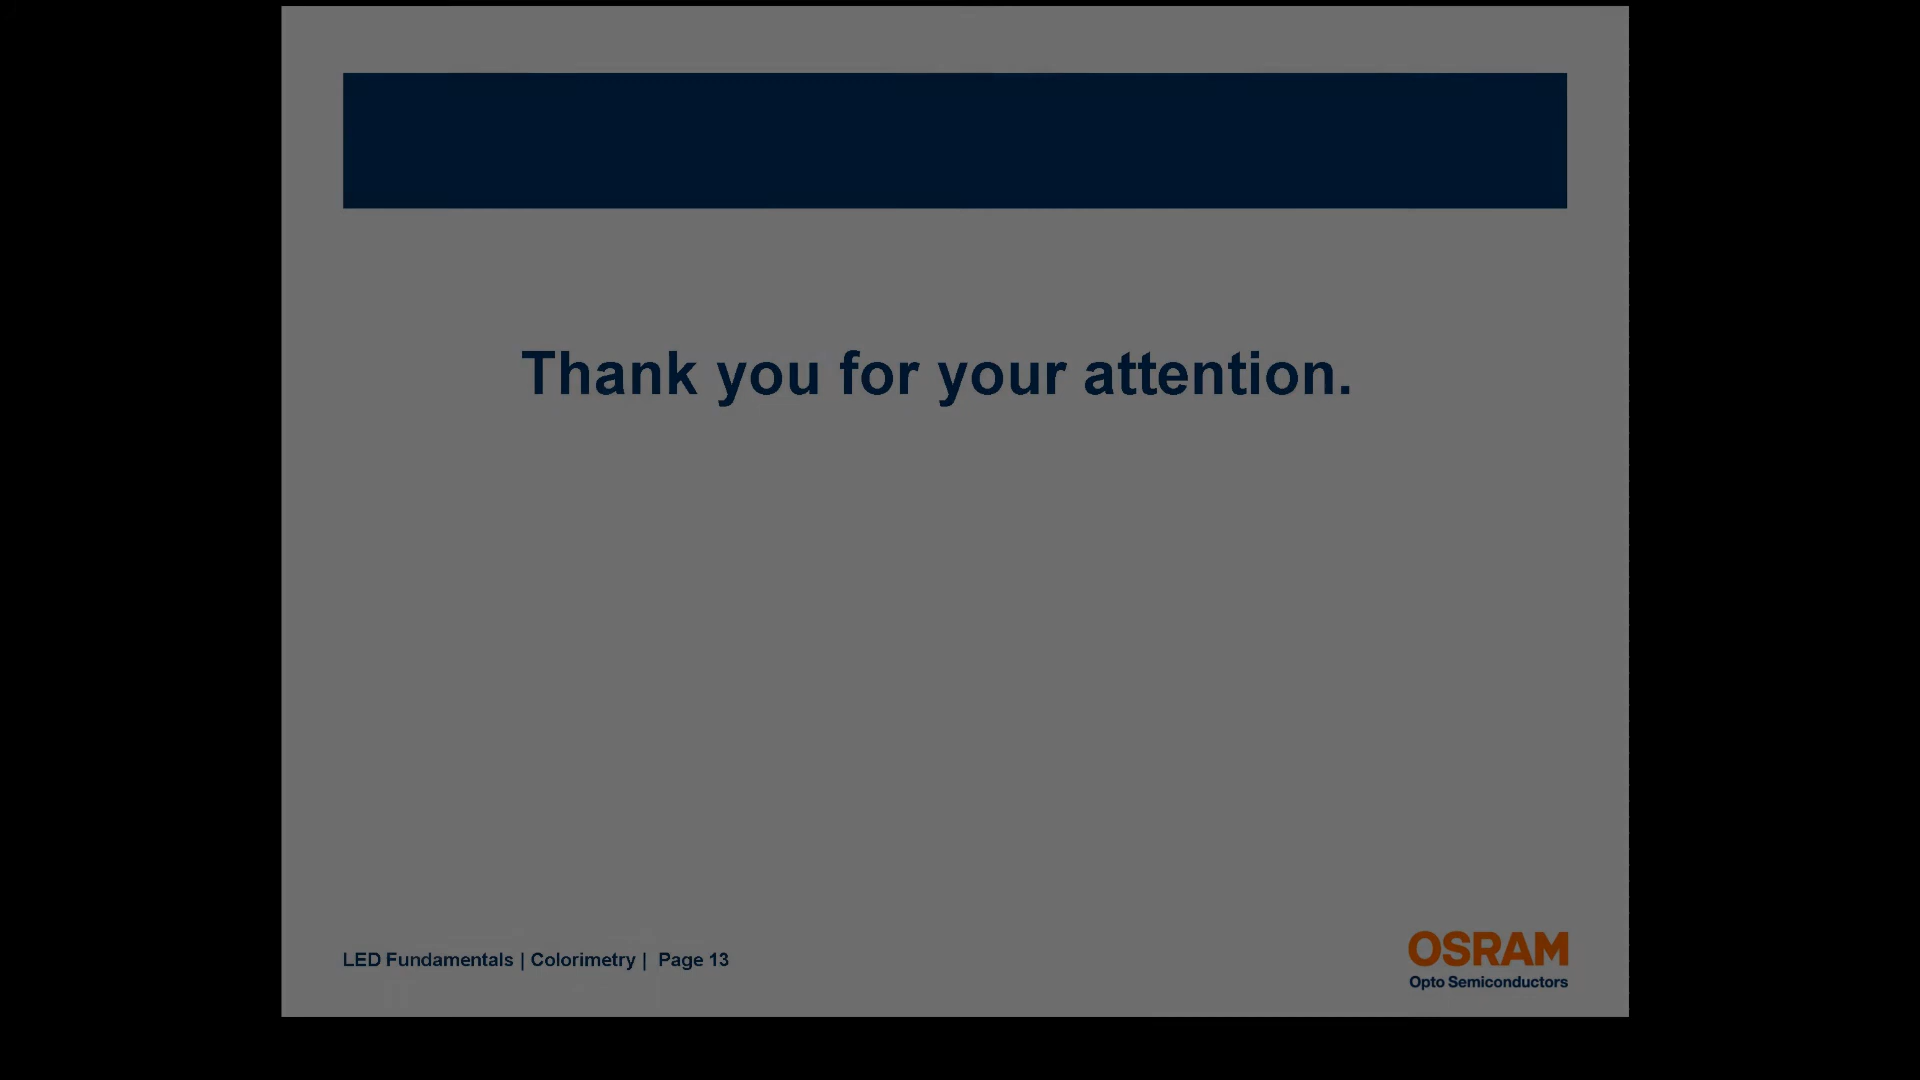 Thank you for your attention.
LED Fundamentals | Colorimetry | Page 13
OSRAM
Opto Semiconductors